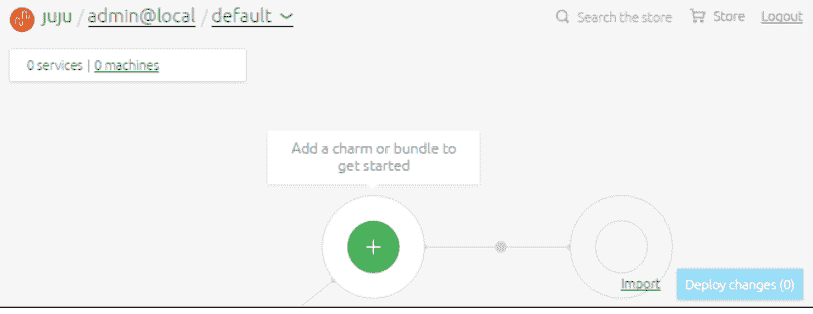 juju / admin@local / default
Search the store
Store
Logout
0 services | 0 machines
Add a charm or bundle to
get started
Import
Deploy changes (0)